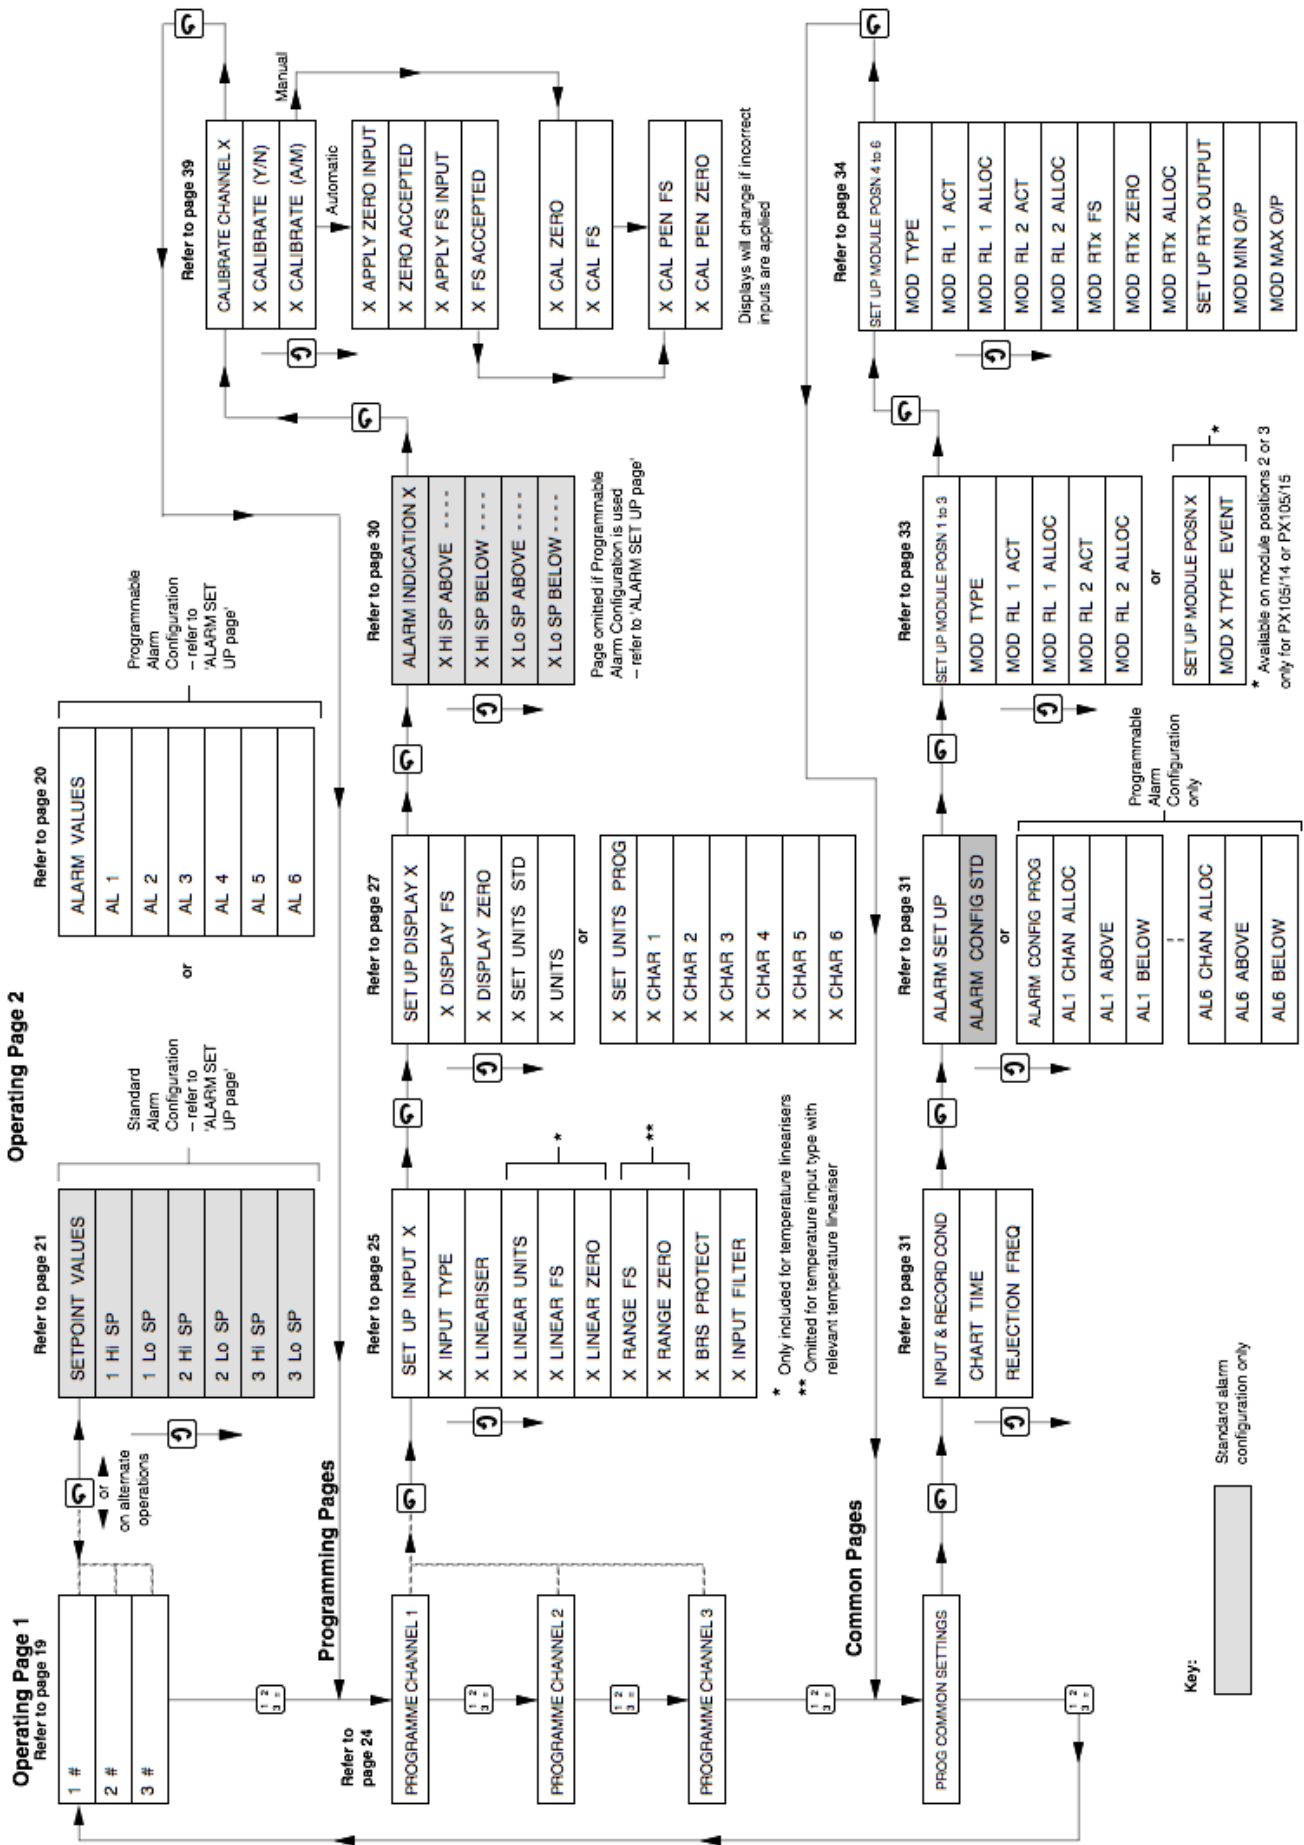 Operating Page 1
Refer to page 19
1 #
2 #
3 #
or
on alternate
operations
Operating Page 2
Refer to page 21
SETPOINT VALUES
1 Hi SP
1 Lo SP
2 Hi SP
2 Lo SP
3 Hi SP
3 Lo SP
Standard
Alarm
Configuration
– refer to
'ALARM SET
UP page'
or
Refer to page 20
ALARM VALUES
AL 1
AL 2
AL 3
AL 4
AL 5
AL 6
Programmable
Alarm
Configuration
– refer to
'ALARM SET
UP page'
Programming Pages
Refer to
page 24
PROGRAMME CHANNEL 1
PROGRAMME CHANNEL 2
PROGRAMME CHANNEL 3
Refer to page 25
SET UP INPUT X
X INPUT TYPE
X LINEARISER
X LINEAR UNITS
X LINEAR FS
X LINEAR ZERO
*
X RANGE FS
X RANGE ZERO
**
X BRS PROTECT
X INPUT FILTER
* Only included for temperature linearisers
** Omitted for temperature input type with
relevant temperature lineariser
Refer to page 27
SET UP DISPLAY X
X DISPLAY FS
X DISPLAY ZERO
X SET UNITS STD
X UNITS
or
X SET UNITS PROG
X CHAR 1
X CHAR 2
X CHAR 3
X CHAR 4
X CHAR 5
X CHAR 6
Refer to page 30
ALARM INDICATION X
X Hi SP ABOVE - - - -
X Hi SP BELOW - - - -
X Lo SP ABOVE - - - -
X Lo SP BELOW - - - -
Page omitted if Programmable
Alarm Configuration is used
– refer to 'ALARM SET UP page'
Refer to page 39
CALIBRATE CHANNEL X
X CALIBRATE (Y/N)
X CALIBRATE (A/M)
Manual
Automatic
X APPLY ZERO INPUT
X ZERO ACCEPTED
X APPLY FS INPUT
X FS ACCEPTED
X CAL ZERO
X CAL FS
X CAL PEN FS
X CAL PEN ZERO
Displays will change if incorrect
inputs are applied
Common Pages
PROG COMMON SETTINGS
Refer to page 31
INPUT & RECORD COND
CHART TIME
REJECTION FREQ
Refer to page 31
ALARM SET UP
ALARM CONFIG STD
or
ALARM CONFIG PROG
AL1 CHAN ALLOC
AL1 ABOVE
AL1 BELOW
AL6 CHAN ALLOC
AL6 ABOVE
AL6 BELOW
Programmable
Alarm
Configuration
only
Refer to page 33
SET UP MODULE POSN 1 to 3
MOD TYPE
MOD RL 1 ACT
MOD RL 1 ALLOC
MOD RL 2 ACT
MOD RL 2 ALLOC
or
SET UP MODULE POSN X
MOD X TYPE EVENT
*
* Available on module positions 2 or 3
only for PX105/14 or PX105/15
Refer to page 34
SET UP MODULE POSN 4 to 6
MOD TYPE
MOD RL 1 ACT
MOD RL 1 ALLOC
MOD RL 2 ACT
MOD RL 2 ALLOC
MOD RTx FS
MOD RTx ZERO
MOD RTx ALLOC
SET UP RTx OUTPUT
MOD MIN O/P
MOD MAX O/P
Key:
Standard alarm
configuration only